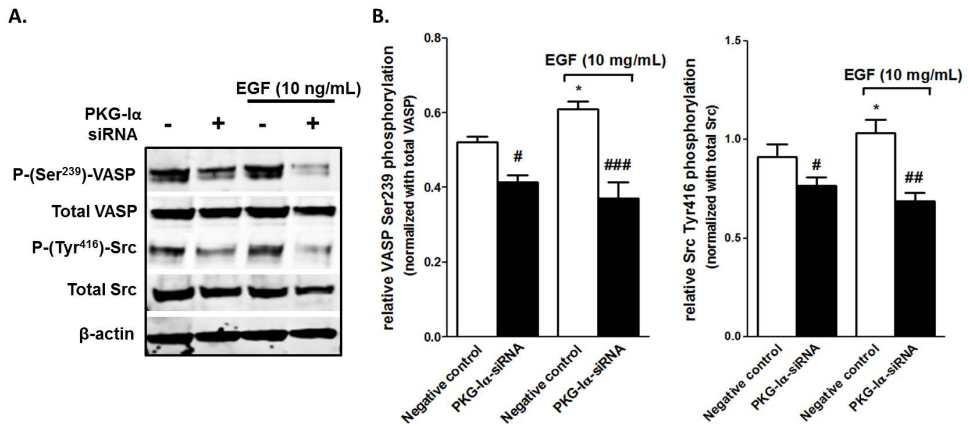 A.
EGF (10 ng/mL)
PKG-Iα
siRNA
- + - +
P-(Ser²³⁹)-VASP
Total VASP
P-(Tyr⁴¹⁶)-Src
Total Src
β-actin
B.
relative VASP Ser239 phosphorylation
(normalized with total VASP)
0.8
0.6
0.4
0.2
0.0
EGF (10 mg/mL)
*
#
###
Negative control
PKG-Iα-siRNA
Negative control
PKG-Iα-siRNA
relative Src Tyr416 phosphorylation
(normalized with total Src)
1.5
1.0
0.5
0.0
EGF (10 mg/mL)
*
#
##
Negative control
PKG-Iα-siRNA
Negative control
PKG-Iα-siRNA